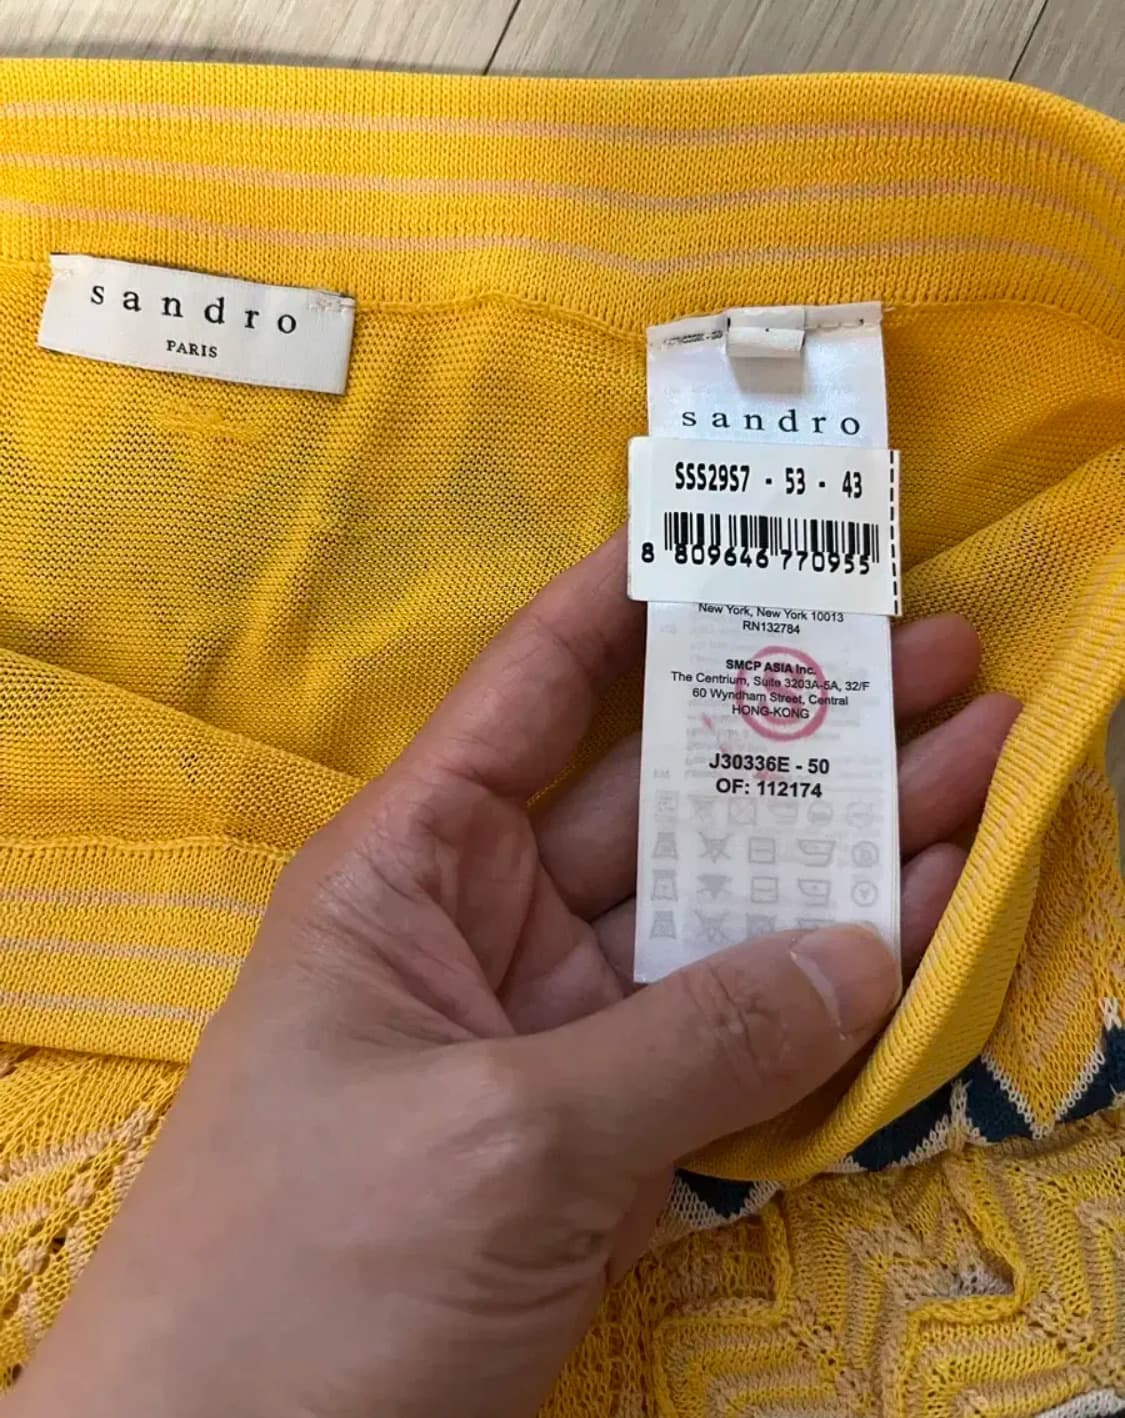 sandro
PARIS
sandro
SSS29S7 - 53 - 43
8 809646 770955
New York, New York 10013
RN132784
SMCP ASIA Inc.
The Centrium, Suite 3203A-5A, 32/F
60 Wyndham Street, Central
HONG-KONG
J30336E - 50
OF: 112174